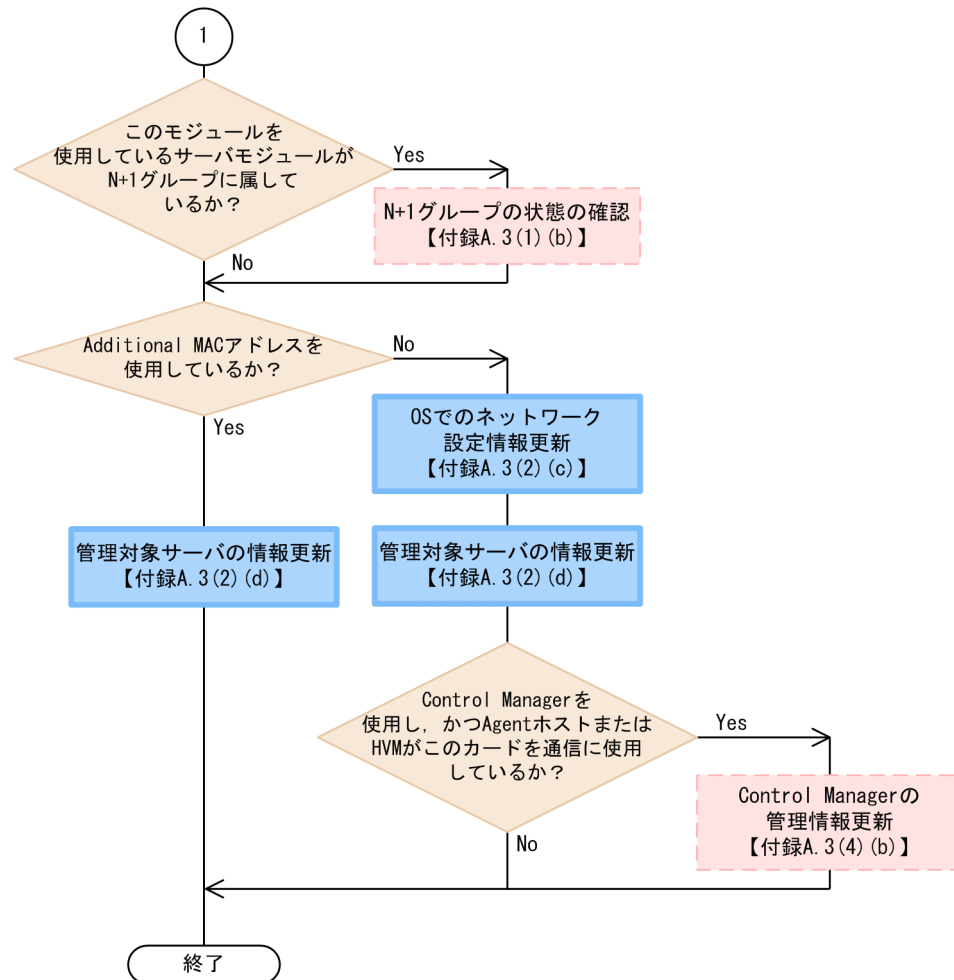 1
このモジュールを
使用しているサーバモジュールが
N+1グループに属して
いるか？
Yes
N+1グループの状態の確認
【付録A.3(1)(b)】
No
Additional MACアドレスを
使用しているか？
No
Yes
OSでのネットワーク
設定情報更新
【付録A.3(2)(c)】
管理対象サーバの情報更新
【付録A.3(2)(d)】
管理対象サーバの情報更新
【付録A.3(2)(d)】
Control Managerを
使用し，かつAgentホストまたは
HVMがこのカードを通信に使用
しているか？
Yes
Control Managerの
管理情報更新
【付録A.3(4)(b)】
No
終了